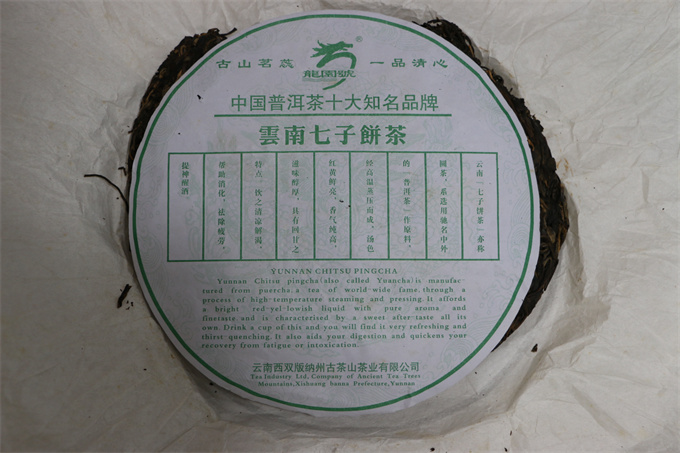 古山茗蕊 一品清心
®
龍園號
中国普洱茶十大知名品牌
雲南七子餅茶
云南﹁七子饼茶﹂亦称
圆茶，系选用驰名中外
的﹁普洱茶﹂作原料，
经高温蒸压而成，汤色
红黄鲜亮，香气纯高，
滋味醇厚，具有回甘之
特点，饮之清凉解渴，
帮助消化，祛除疲劳，
提神醒酒
YUNNAN CHITSU PINGCHA
Yunnan Chitsu pingcha(also called Yuancha)is manufac-
tured from puercha.a tea of world-wide fame.through a
process of high-temperature steaming and pressing.It affords
a bright red-yel-lowish liquid with pure aroma and
finetaste.and is characterised by a sweet after-taste all its
own. Drink a cup of this and you will find it very refreshing and
thirst quenching.It also aids your digestion and quickens your
recovery from fatigue or intoxication.
云南西双版纳州古茶山茶业有限公司
Tea Industry Ltd,Company of Ancient Tea Trees
Mountains,Xishuang banna Prefecture,Yunnan